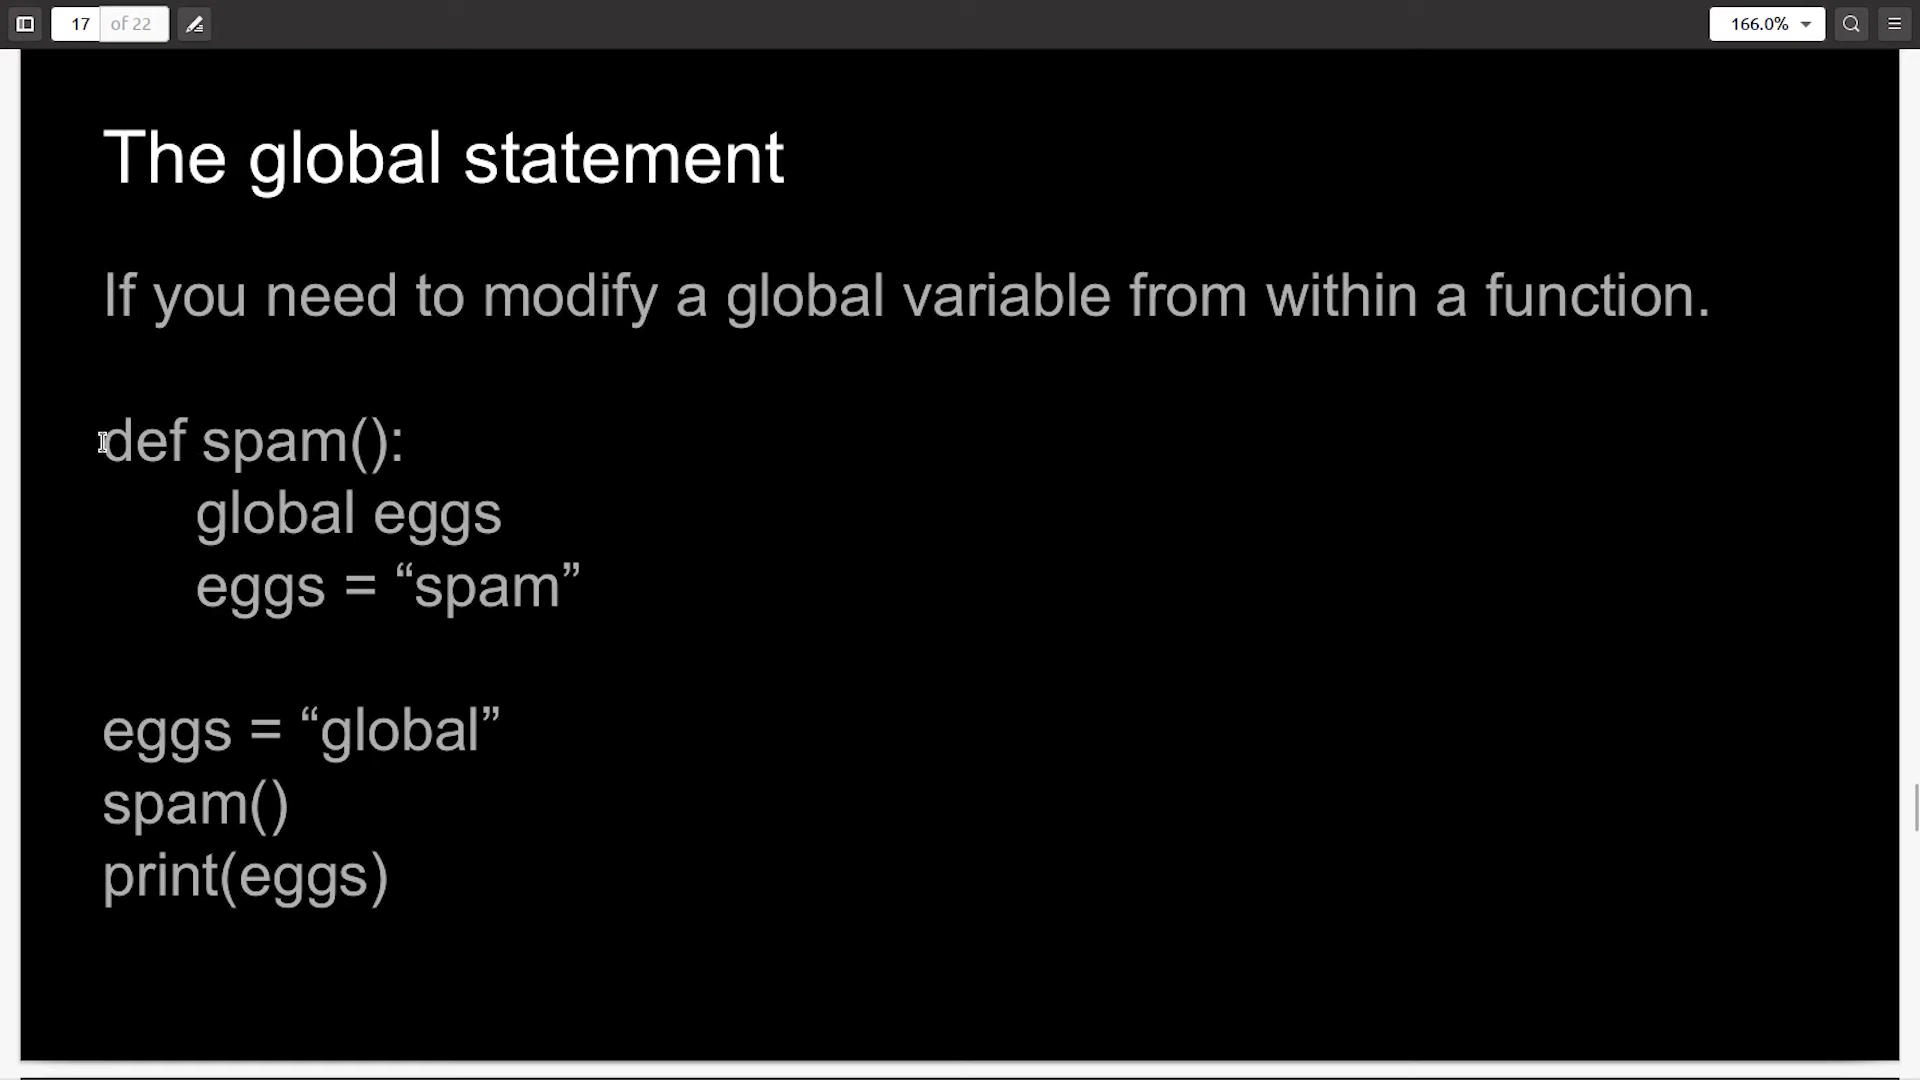 17 of 22
166.0%
The global statement
If you need to modify a global variable from within a function.
def spam():
global eggs
eggs = “spam”
eggs = “global”
spam()
print(eggs)